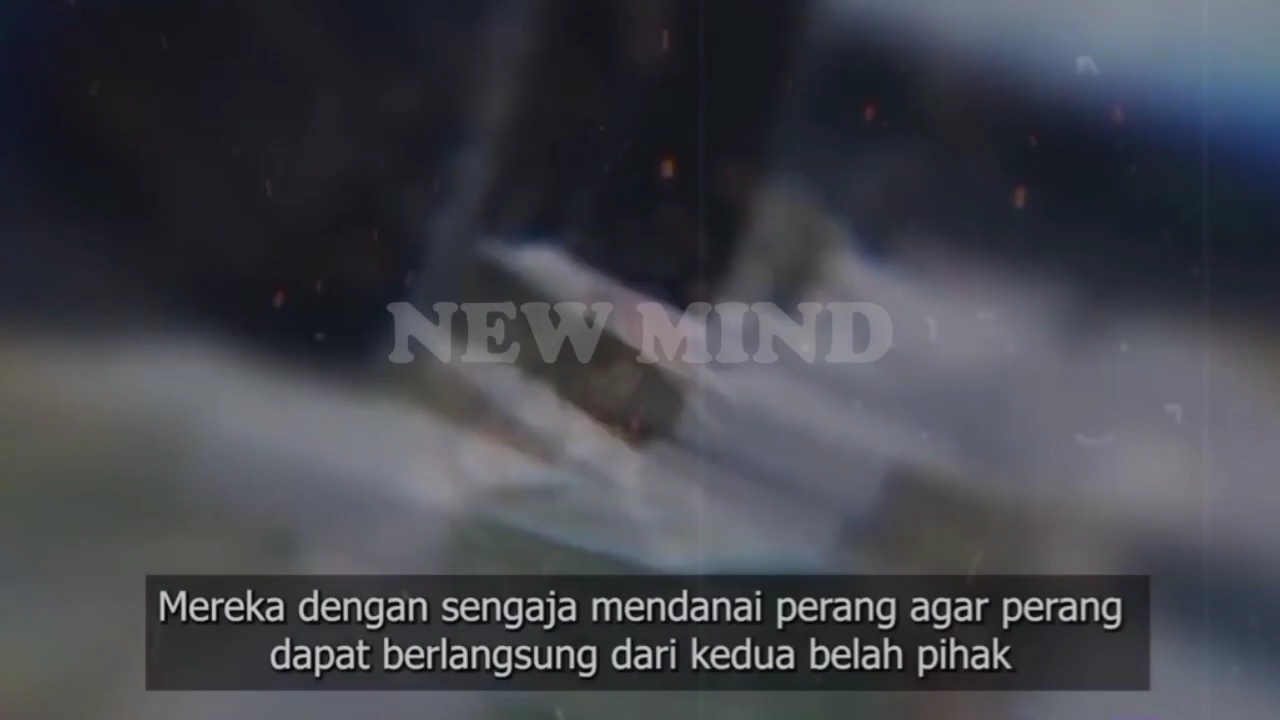 NEW MIND
Mereka dengan sengaja mendanai perang agar perang
dapat berlangsung dari kedua belah pihak